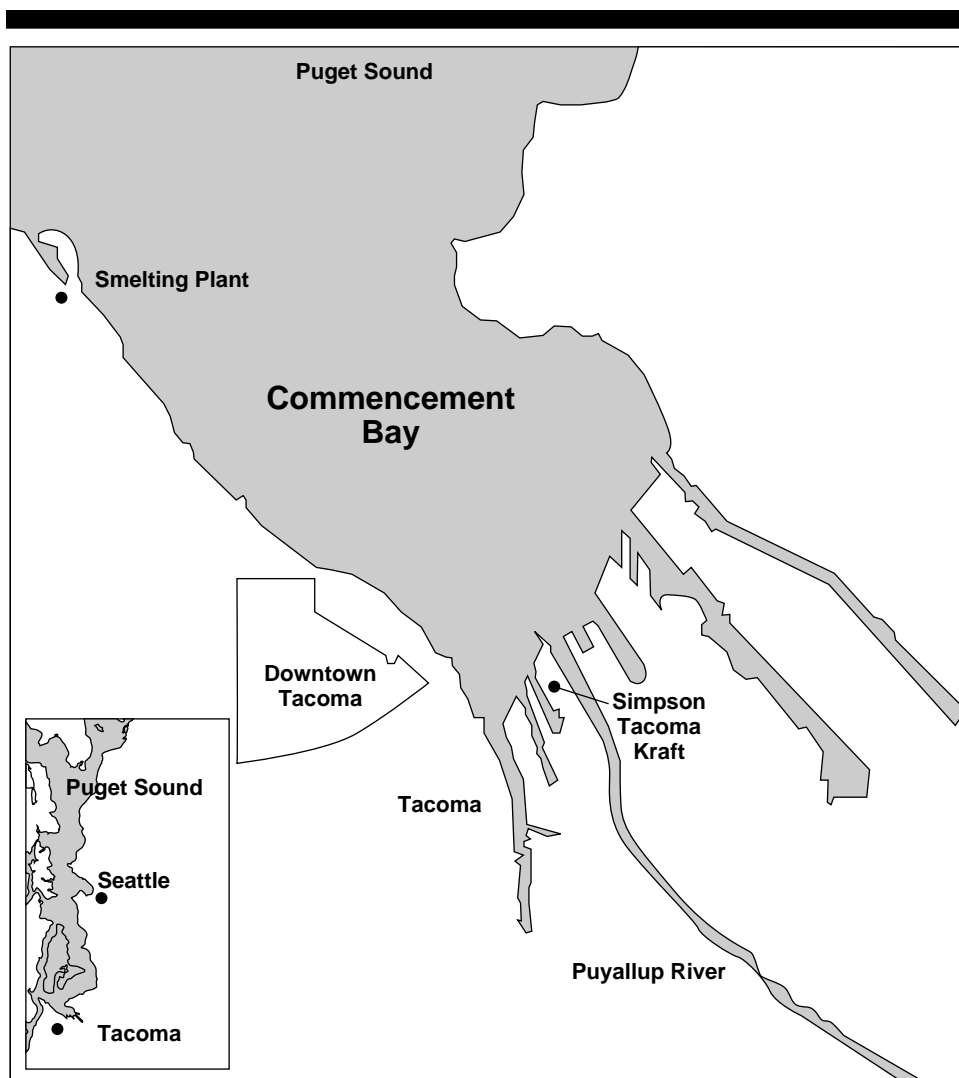 Puget Sound
Smelting Plant
Commencement
Bay
Downtown
Tacoma
Simpson
Tacoma
Kraft
Tacoma
Puyallup River
Puget Sound
Seattle
Tacoma